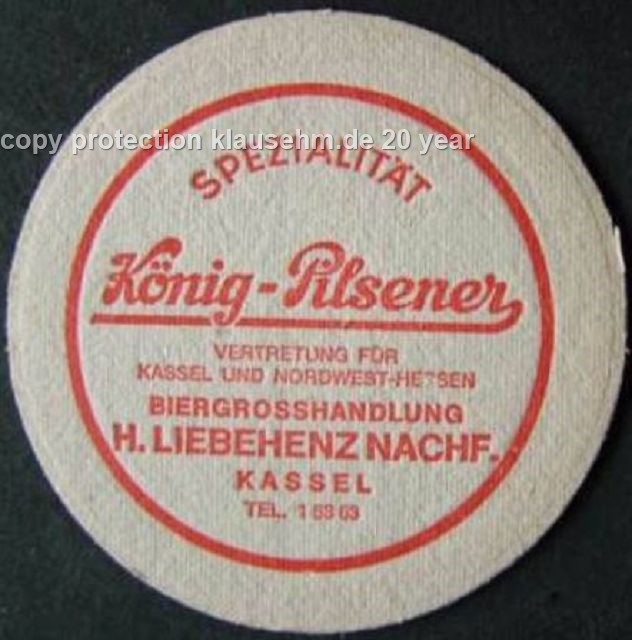 copy protection klausehm.de 20 year
SPEZIALITÄT
König-Pilsener
VERTRETUNG FÜR
KASSEL UND NORDWEST-HESSEN
BIERGROSSHANDLUNG
H. LIEBEHENZ NACHF.
KASSEL
TEL.